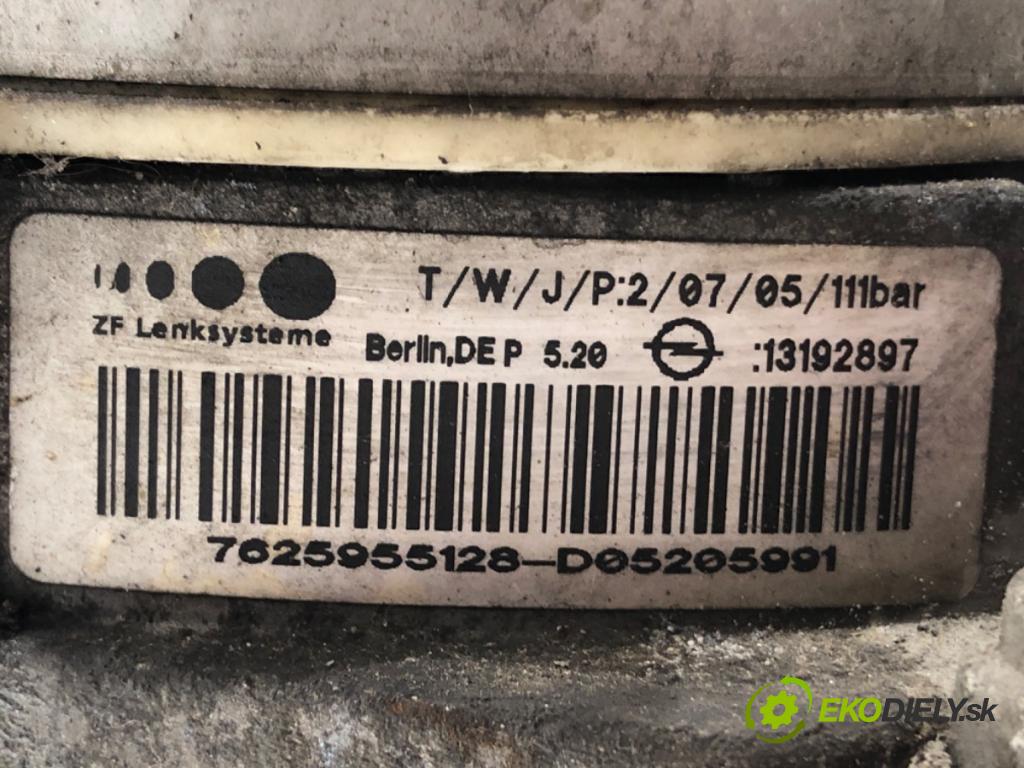 T/W/J/P:2/07/05/111bar
ZF Lenksysteme
Berlin,DE P 5.20 :13192897
7625955128-D05205991
EKODIELY.sk